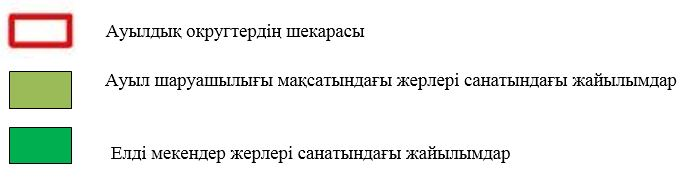 Ауылдық округтердің шекарасы
Ауыл шаруашылығы мақсатындағы жерлері санатындағы жайылымдар
Елді мекендер жерлері санатындағы жайылымдар